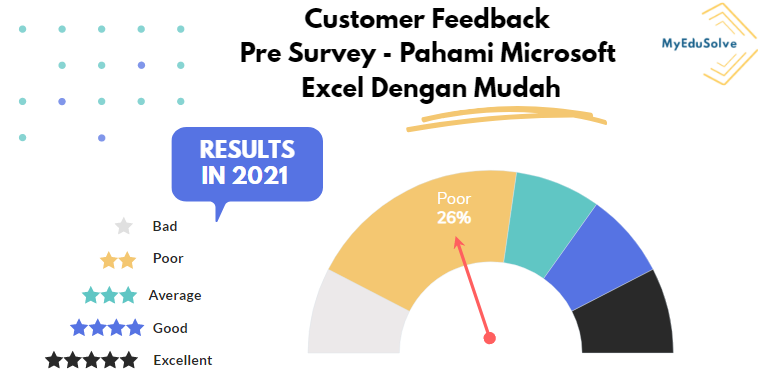 Customer Feedback
Pre Survey - Pahami Microsoft
Excel Dengan Mudah
MyEduSolve
RESULTS
IN 2021
Bad
Poor
Average
Good
Excellent
Poor
26%